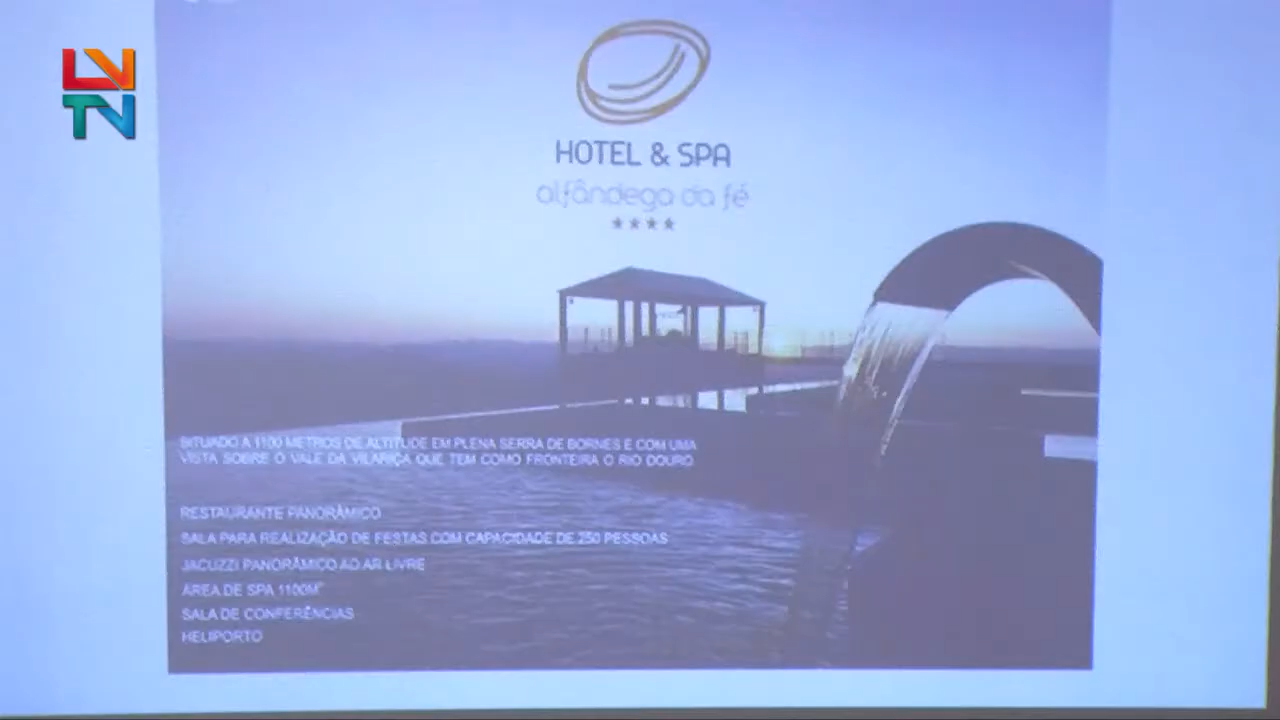 LV
TN
HOTEL & SPA
alfândega da fé
★★★★
SITUADO A 1100 METROS DE ALTITUDE EM PLENA SERRA DE BORNES E COM UMA
VISTA SOBRE O VALE DA VILARIÇA QUE TEM COMO FRONTEIRA O RIO DOURO
RESTAURANTE PANORÂMICO
SALA PARA REALIZAÇÃO DE FESTAS COM CAPACIDADE DE 250 PESSOAS
JACUZZI PANORÂMICO AO AR LIVRE
ÁREA DE SPA 1100M²
SALA DE CONFERÊNCIAS
HELIPORTO